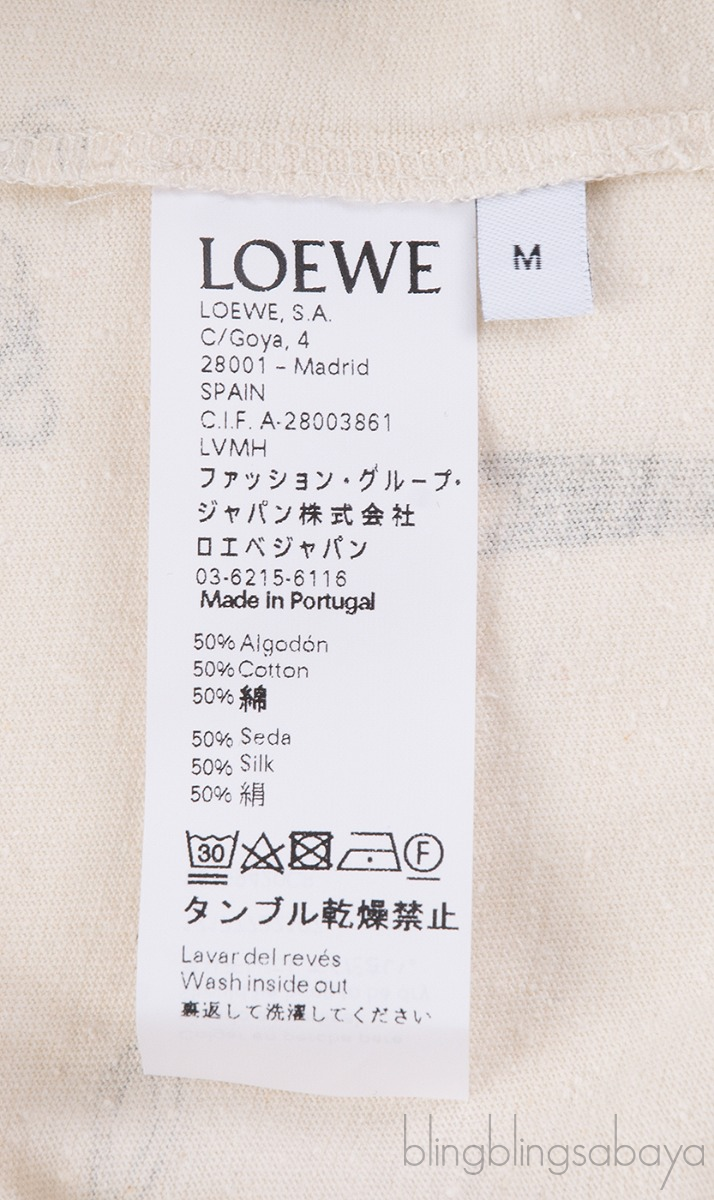 LOEWE
M
LOEWE, S.A.
C/Goya, 4
28001 - Madrid
SPAIN
C.I.F. A-28003861
LVMH
ファッション・グループ・
ジャパン株式会社
ロエベジャパン
03-6215-6116
Made in Portugal
50% Algodón
50% Cotton
50% 綿
50% Seda
50% Silk
50% 絹
30 F
タンブル乾燥禁止
Lavar del revés
Wash inside out
裏返して洗濯してください
blingblingsabaya